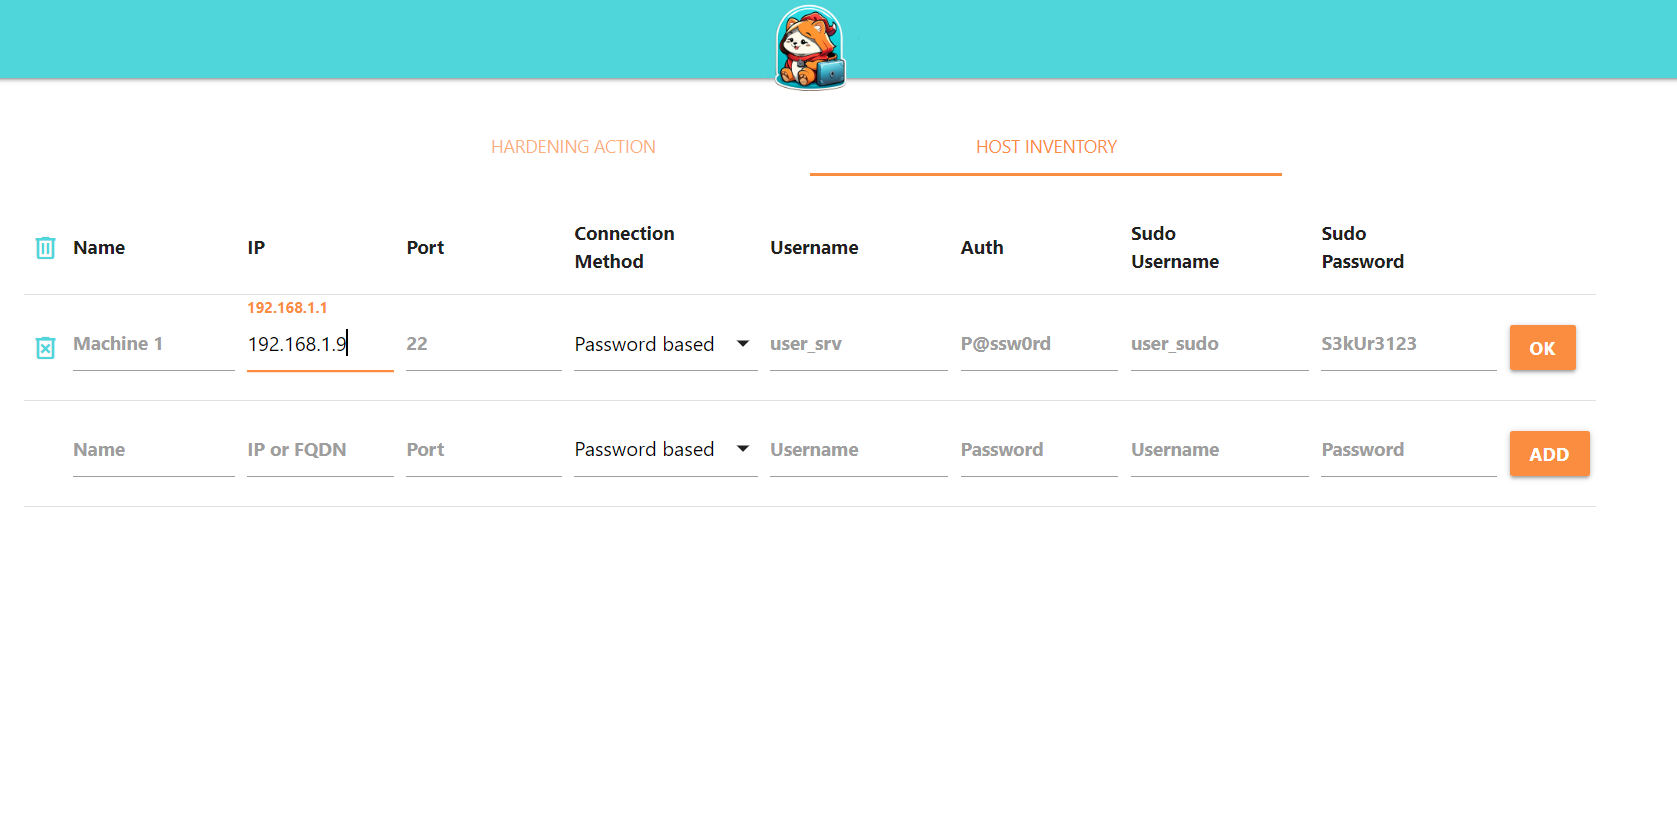 HARDENING ACTION
HOST INVENTORY
Name IP Port Connection Method Username Auth Sudo Username Sudo Password
192.168.1.1
Machine 1 192.168.1.9 22 Password based user_srv P@ssw0rd user_sudo S3kUr3123 OK
Name IP or FQDN Port Password based Username Password Username Password ADD